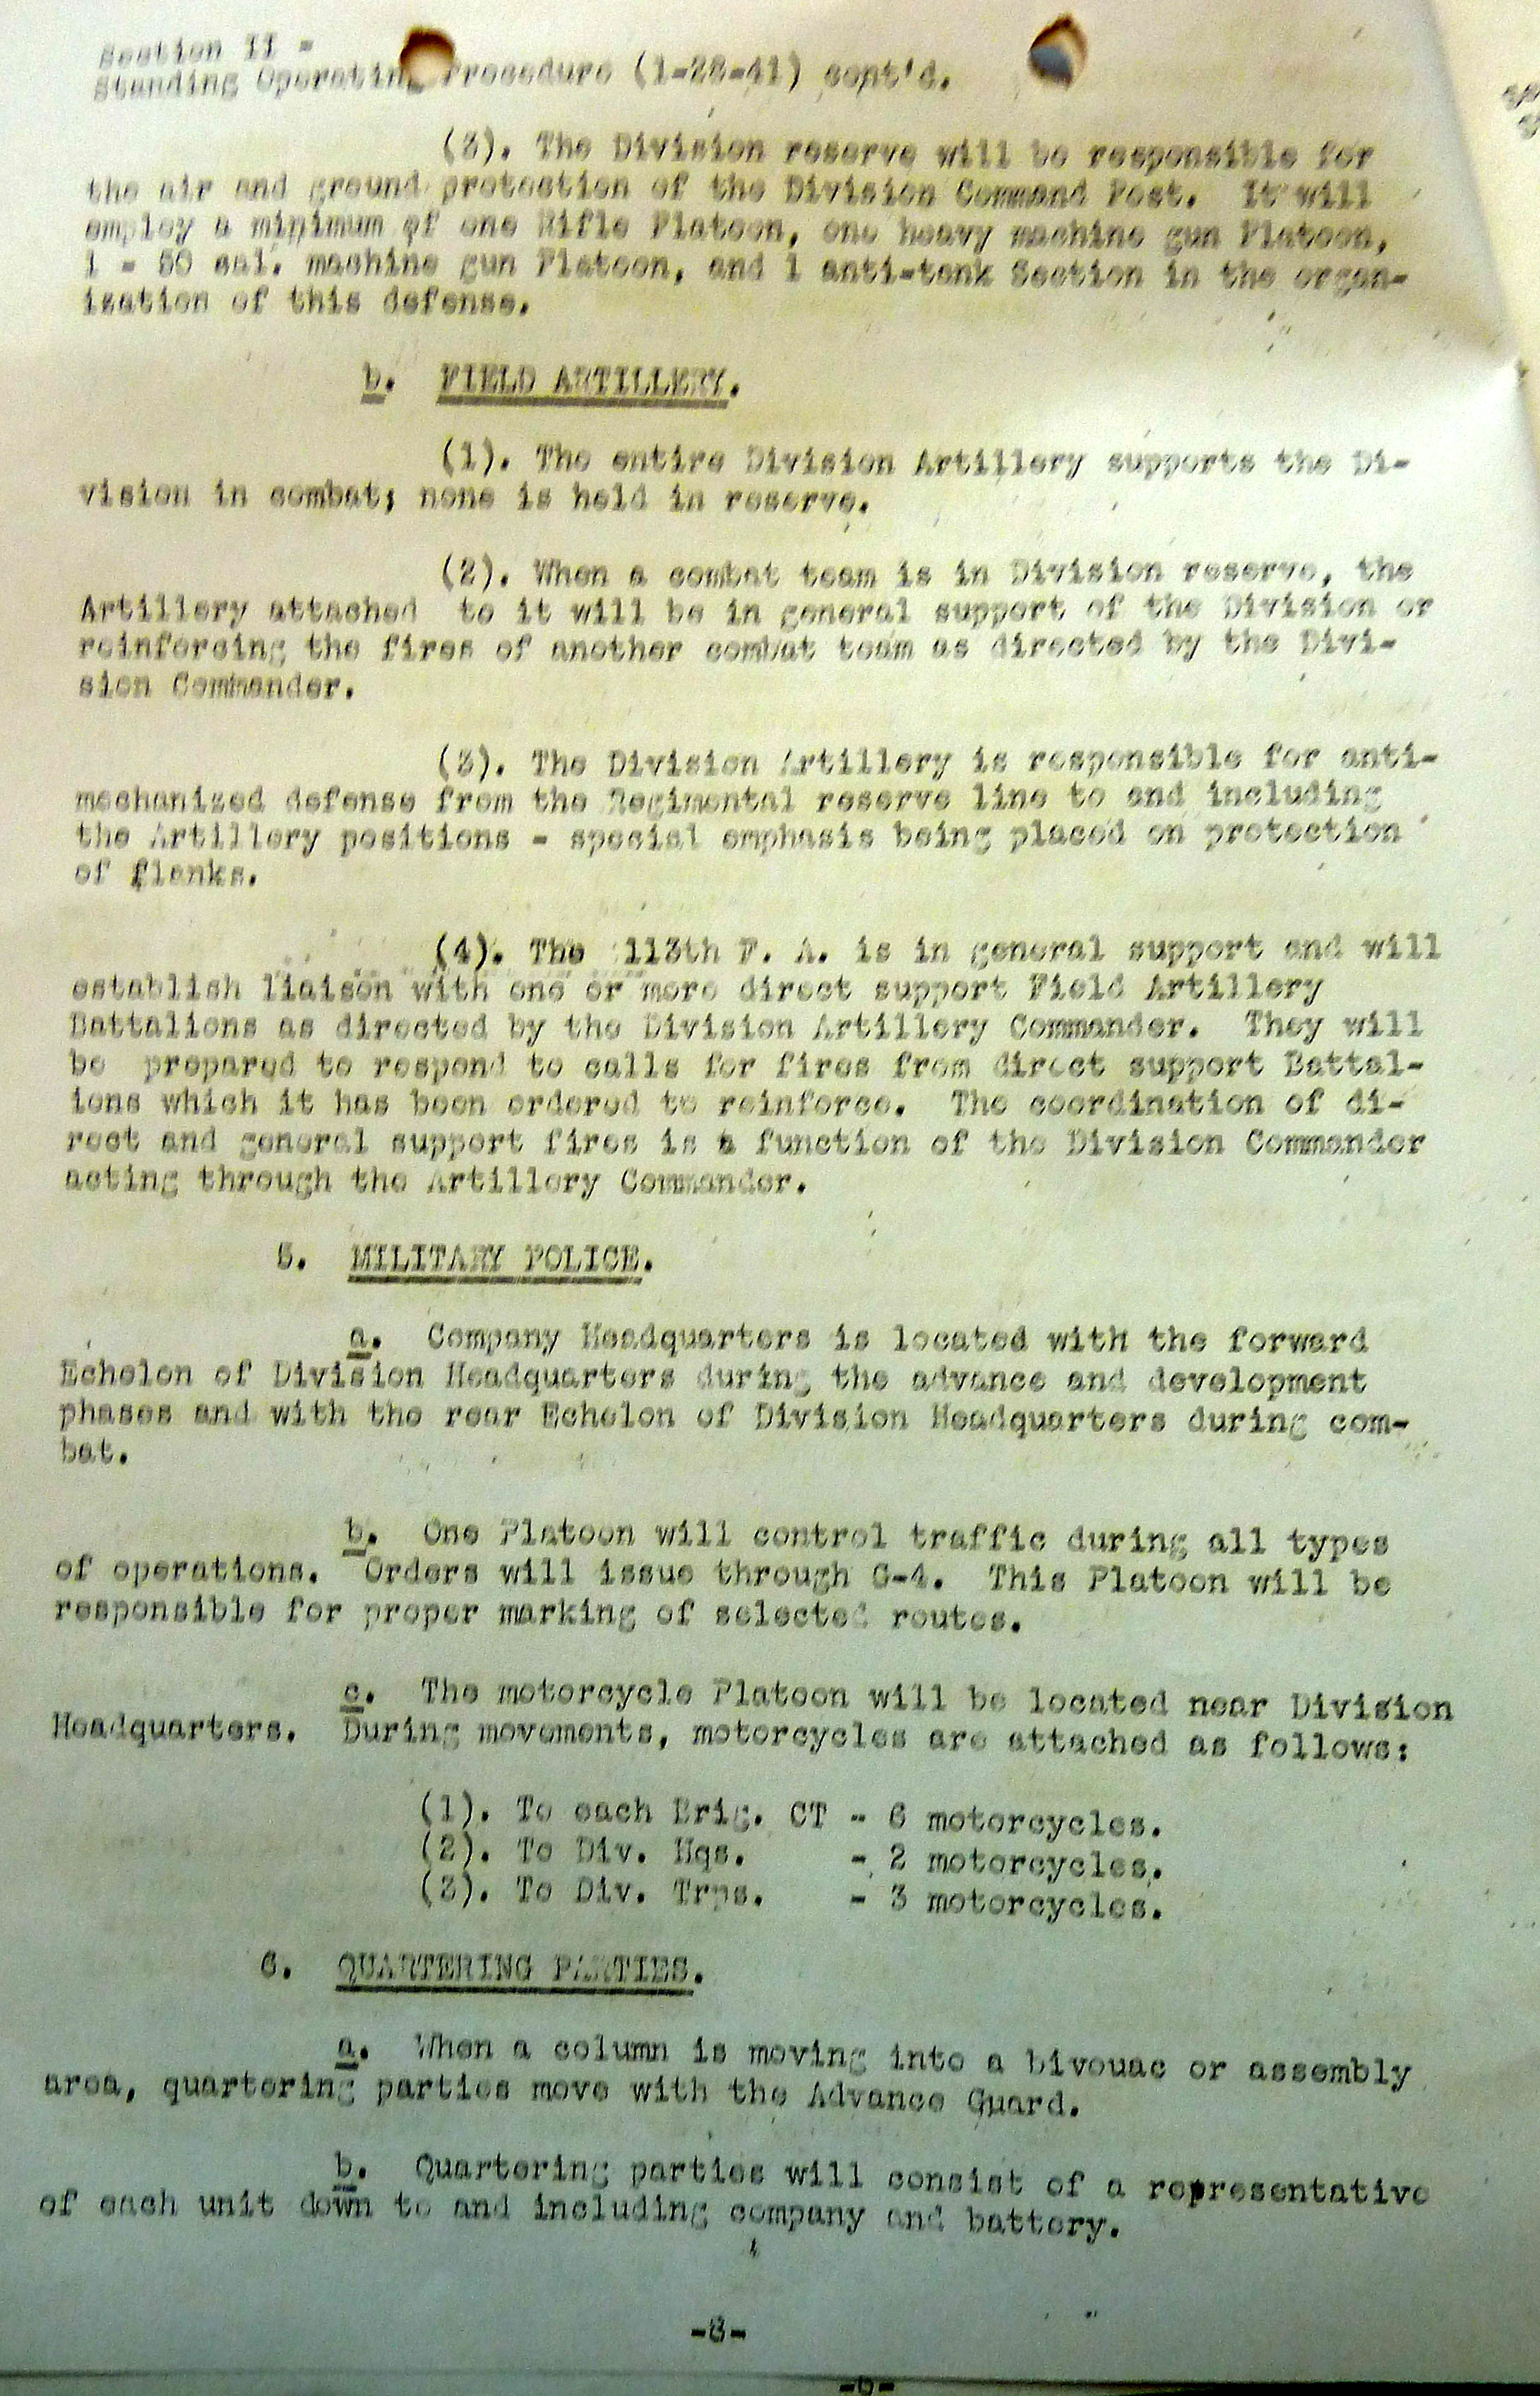 Section II -
Standing Operating Procedure (1-28-41) cont'd.
(3). The Division reserve will be responsible for
the air and ground protection of the Division Command Post. It will
employ a minimum of one Rifle Platoon, one heavy machine gun Platoon,
1 - 50 cal. machine gun Platoon, and 1 anti-tank Section in the organ-
ization of this defense.
b. FIELD ARTILLERY.
(1). The entire Division Artillery supports the Di-
vision in combat; none is held in reserve.
(2). When a combat team is in Division reserve, the
Artillery attached to it will be in general support of the Division or
reinforcing the fires of another combat team as directed by the Divi-
sion Commander.
(3). The Division Artillery is responsible for anti-
mechanized defense from the Regimental reserve line to and including
the Artillery positions - special emphasis being placed on protection
of flanks.
(4). The 113th F. A. is in general support and will
establish liaison with one or more direct support Field Artillery
Battalions as directed by the Division Artillery Commander. They will
be prepared to respond to calls for fires from direct support Battal-
ions which it has been ordered to reinforce. The coordination of di-
rect and general support fires is a function of the Division Commander
acting through the Artillery Commander.
5. MILITARY POLICE.
a. Company Headquarters is located with the forward
Echelon of Division Headquarters during the advance and development
phases and with the rear Echelon of Division Headquarters during com-
bat.
b. One Platoon will control traffic during all types
of operations. Orders will issue through G-4. This Platoon will be
responsible for proper marking of selected routes.
c. The motorcycle Platoon will be located near Division
Headquarters. During movements, motorcycles are attached as follows:
(1). To each Brig. CT - 6 motorcycles.
(2). To Div. Hqs. - 2 motorcycles.
(3). To Div. Trps. - 3 motorcycles.
6. QUARTERING PARTIES.
a. When a column is moving into a bivouac or assembly
area, quartering parties move with the Advance Guard.
b. Quartering parties will consist of a representative
of each unit down to and including company and battery.